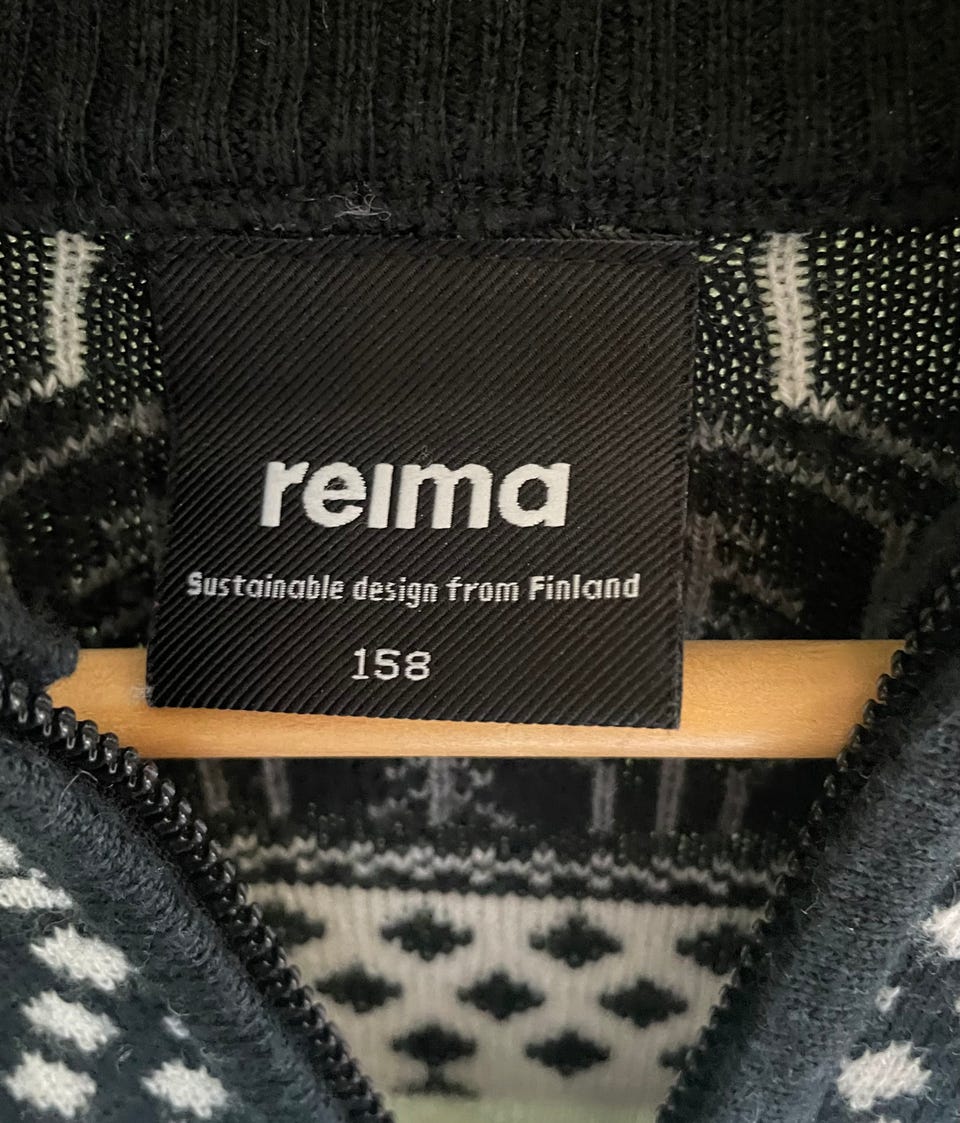 reima
Sustainable design from Finland
158